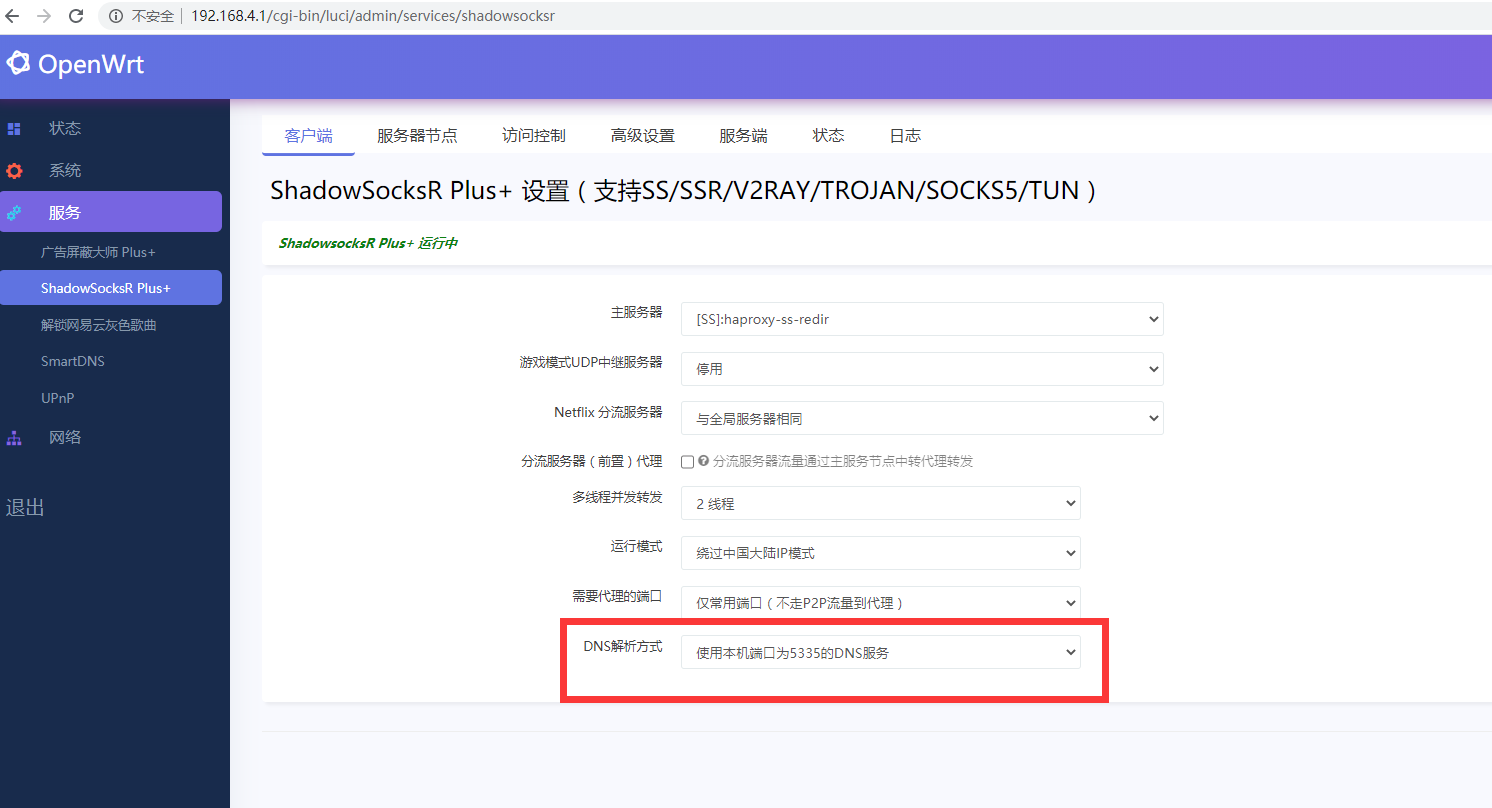 不安全 | 192.168.4.1/cgi-bin/luci/admin/services/shadowsocksr
OpenWrt
状态
系统
服务
广告屏蔽大师 Plus+
ShadowSocksR Plus+
解锁网易云灰色歌曲
SmartDNS
UPnP
网络
退出
客户端 服务器节点 访问控制 高级设置 服务端 状态 日志
ShadowSocksR Plus+ 设置（支持SS/SSR/V2RAY/TROJAN/SOCKS5/TUN）
ShadowsocksR Plus+ 运行中
主服务器 [SS]:haproxy-ss-redir
游戏模式UDP中继服务器 停用
Netflix 分流服务器 与全局服务器相同
分流服务器（前置）代理 分流服务器流量通过主服务节点中转代理转发
多线程并发转发 2 线程
运行模式 绕过中国大陆IP模式
需要代理的端口 仅常用端口（不走P2P流量到代理）
DNS解析方式 使用本机端口为5335的DNS服务